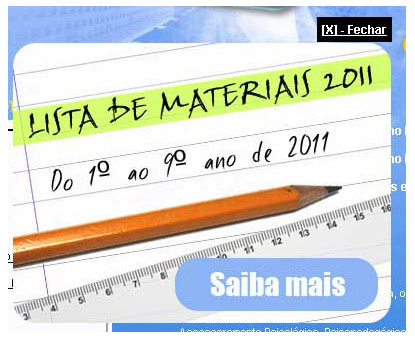 [X] - Fechar
LISTA DE MATERIAIS 2011
Do 1º ao 9º ano de 2011
Saiba mais